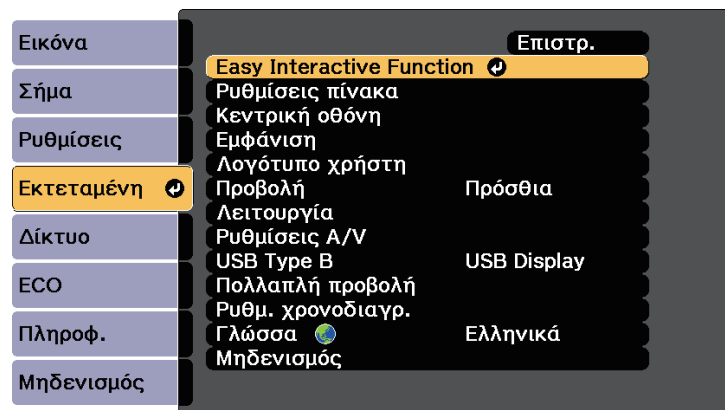 Εικόνα
Σήμα
Ρυθμίσεις
Εκτεταμένη
Δίκτυο
ECO
Πληροφ.
Μηδενισμός
Επιστρ.
Easy Interactive Function
Ρυθμίσεις πίνακα
Κεντρική οθόνη
Εμφάνιση
Λογότυπο χρήστη
Προβολή Πρόσθια
Λειτουργία
Ρυθμίσεις A/V
USB Type B USB Display
Πολλαπλή προβολή
Ρυθμ. χρονοδιαγρ.
Γλώσσα Ελληνικά
Μηδενισμός